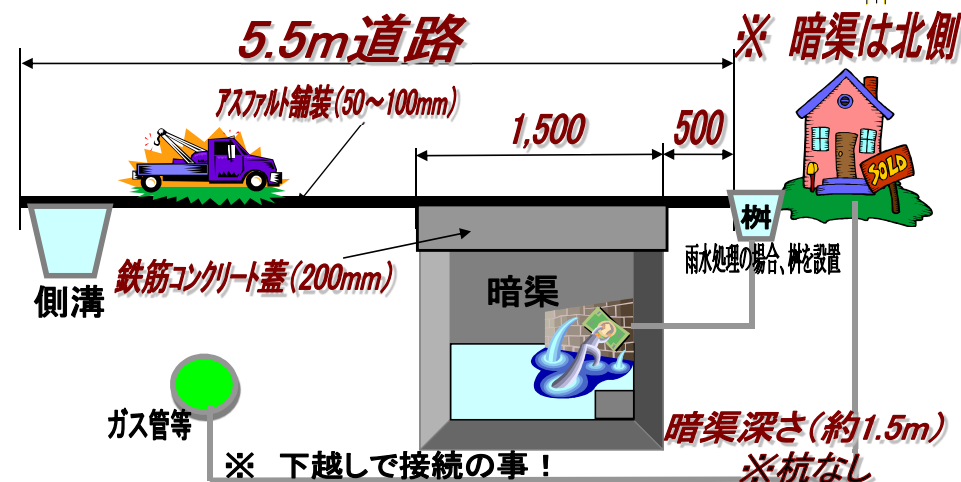 5.5m道路
※ 暗渠は北側
アスファルト舗装（50～100mm）
1,500
500
SOLD
桝
雨水処理の場合、桝を設置
鉄筋コンクリート蓋（200mm）
側溝
暗渠
ガス管等
暗渠深さ（約1.5m）
※ 下越しで接続の事！
※杭なし